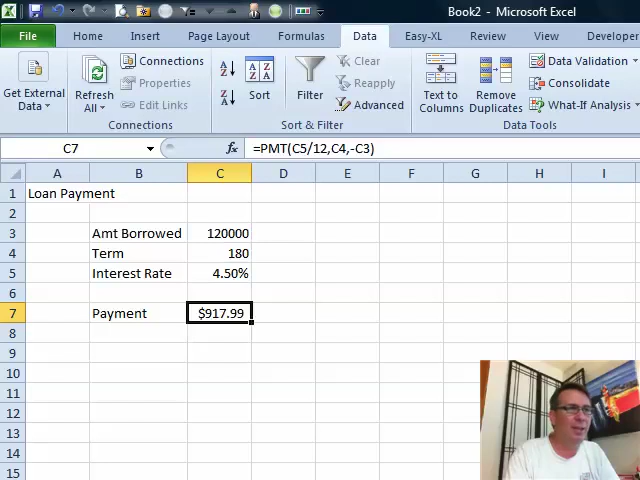 Book2 - Microsoft Excel
File Home Insert Page Layout Formulas Data Easy-XL Review View Developer
Connections Clear Data Validation
Properties Reapply Consolidate
Get External Data Refresh All Edit Links Sort Filter Advanced Text to Columns Remove Duplicates What-If Analysis
Connections Sort & Filter Data Tools
C7 fx =PMT(C5/12,C4,-C3)
A B C D E F G H I
1 Loan Payment
2
3 Amt Borrowed 120000
4 Term 180
5 Interest Rate 4.50%
6
7 Payment $917.99
8
9
10
11
12
13
14
15